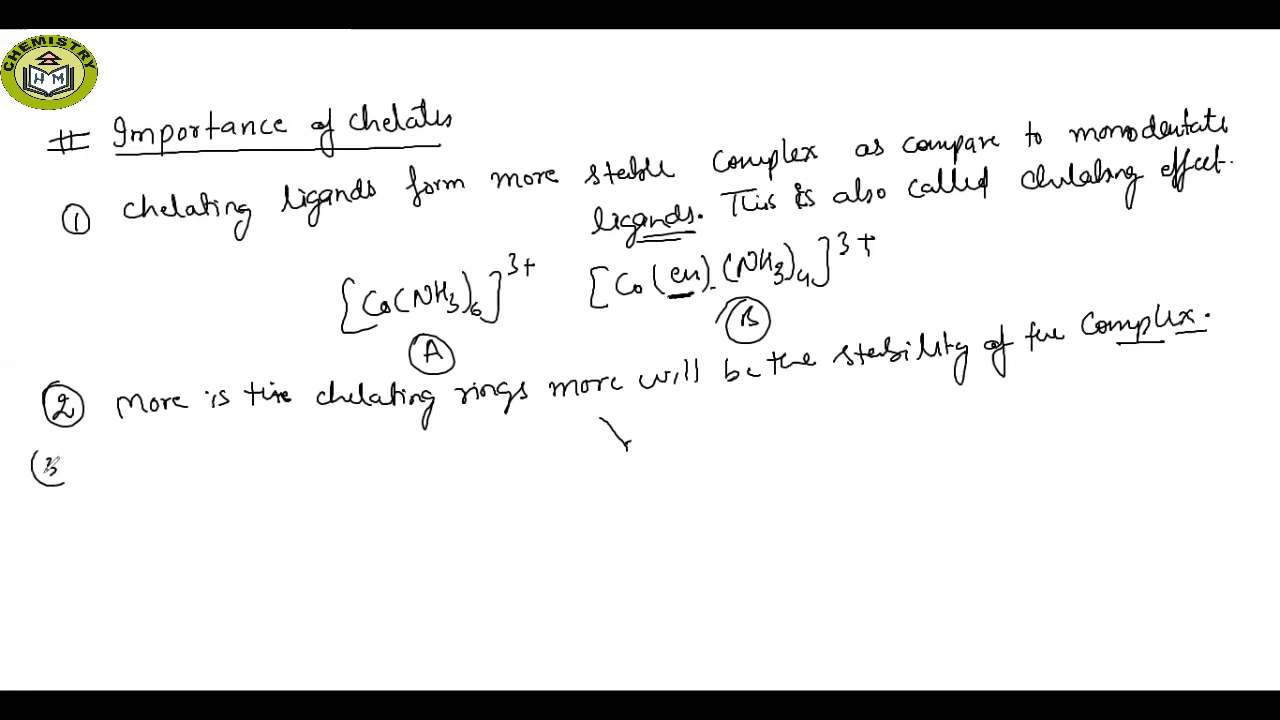 CHEMISTRY
H M
# Importance of chelates
① Chelating ligands form more stable complex as compare to monodentate
ligands. This is also called chelating effect.
[Co(NH3)6]3+ [Co(en)(NH3)4]3+
Ⓐ Ⓑ
② More is the chelating rings more will be the stability of the complex.
(3